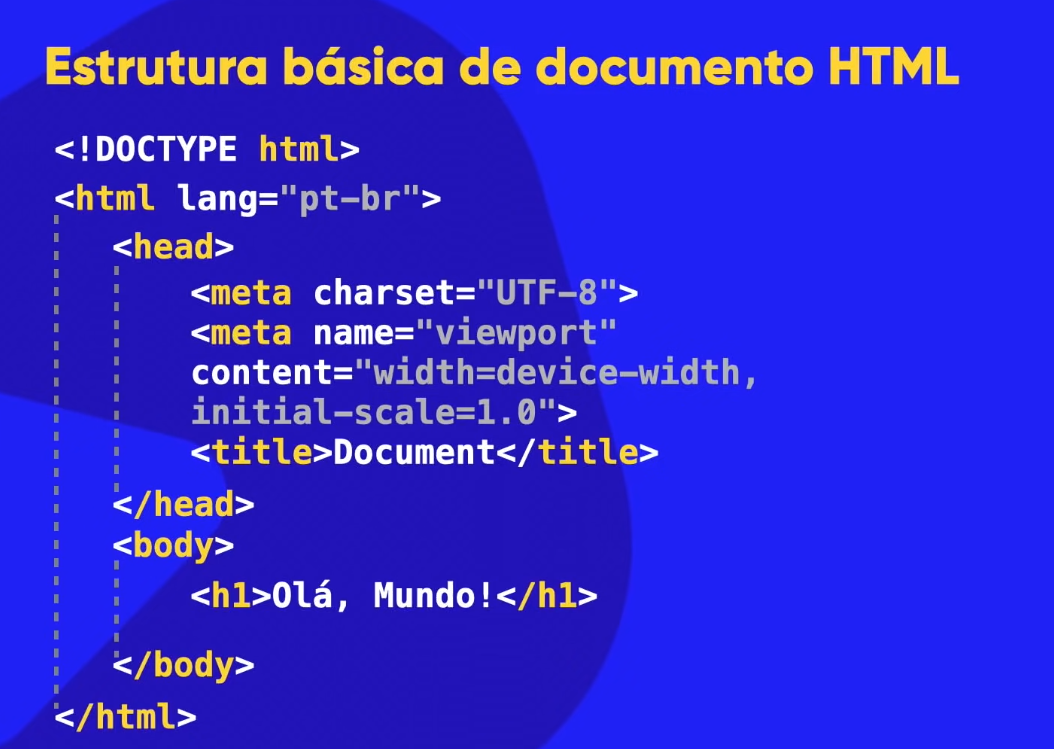 Estrutura básica de documento HTML
<!DOCTYPE html>
<html lang="pt-br">
<head>
<meta charset="UTF-8">
<meta name="viewport"
content="width=device-width,
initial-scale=1.0">
<title>Document</title>
</head>
<body>
<h1>Olá, Mundo!</h1>
</body>
</html>